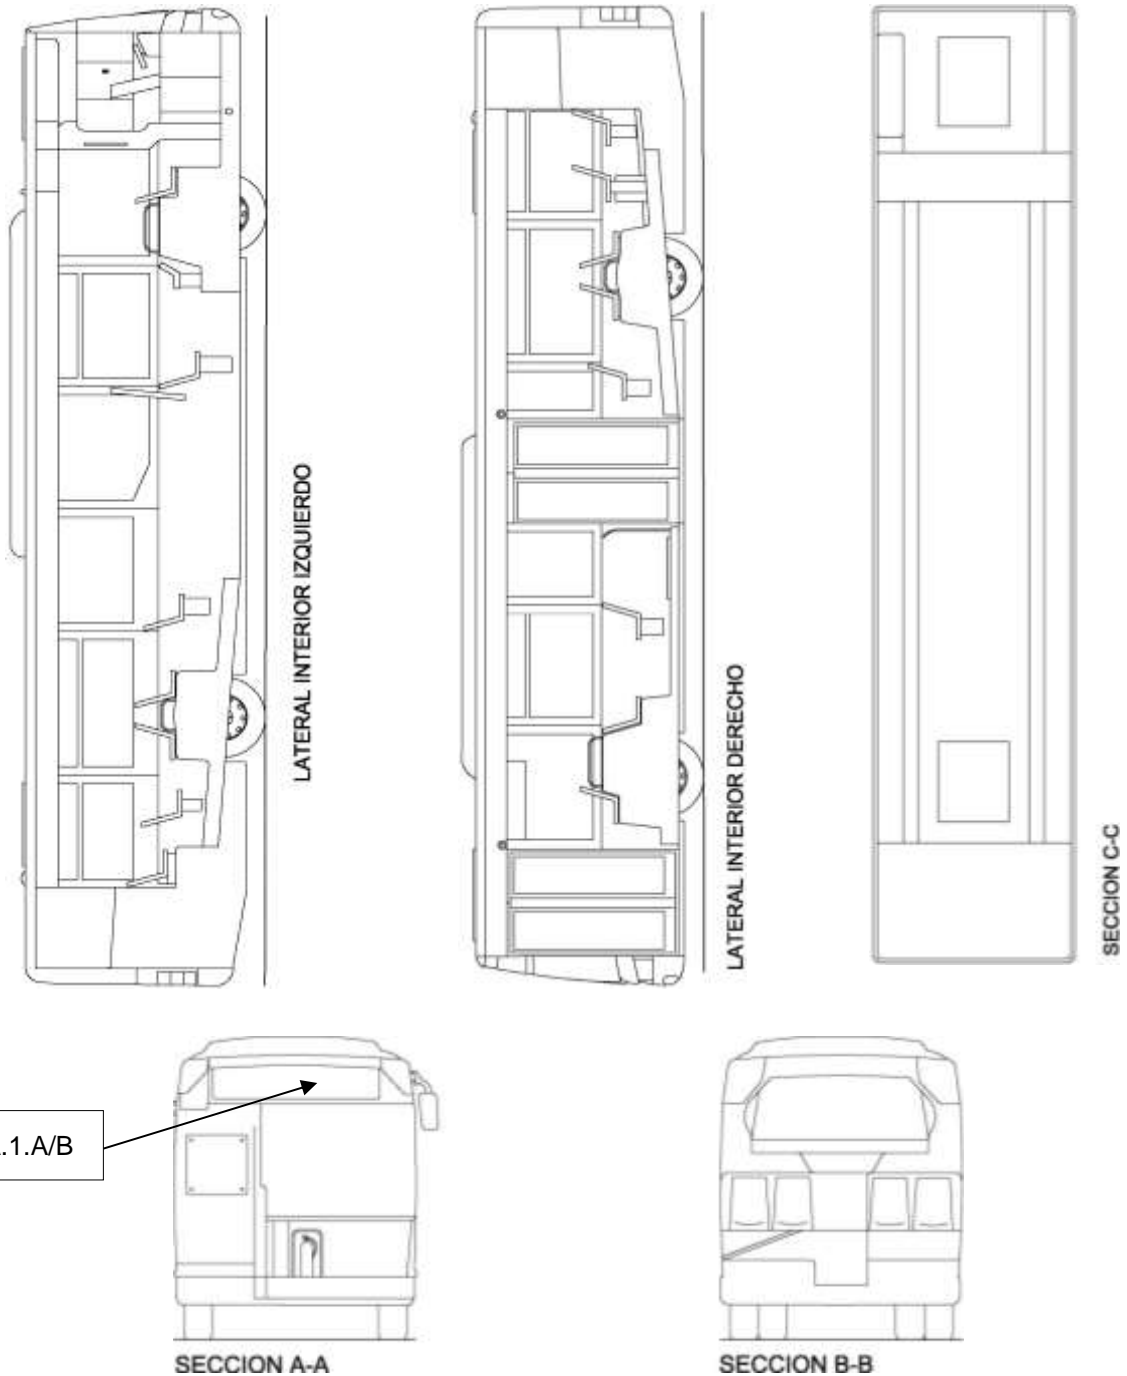 LATERAL INTERIOR IZQUIERDO
LATERAL INTERIOR DERECHO
SECCION C-C
.1.A/B
SECCION A-A
SECCION B-B